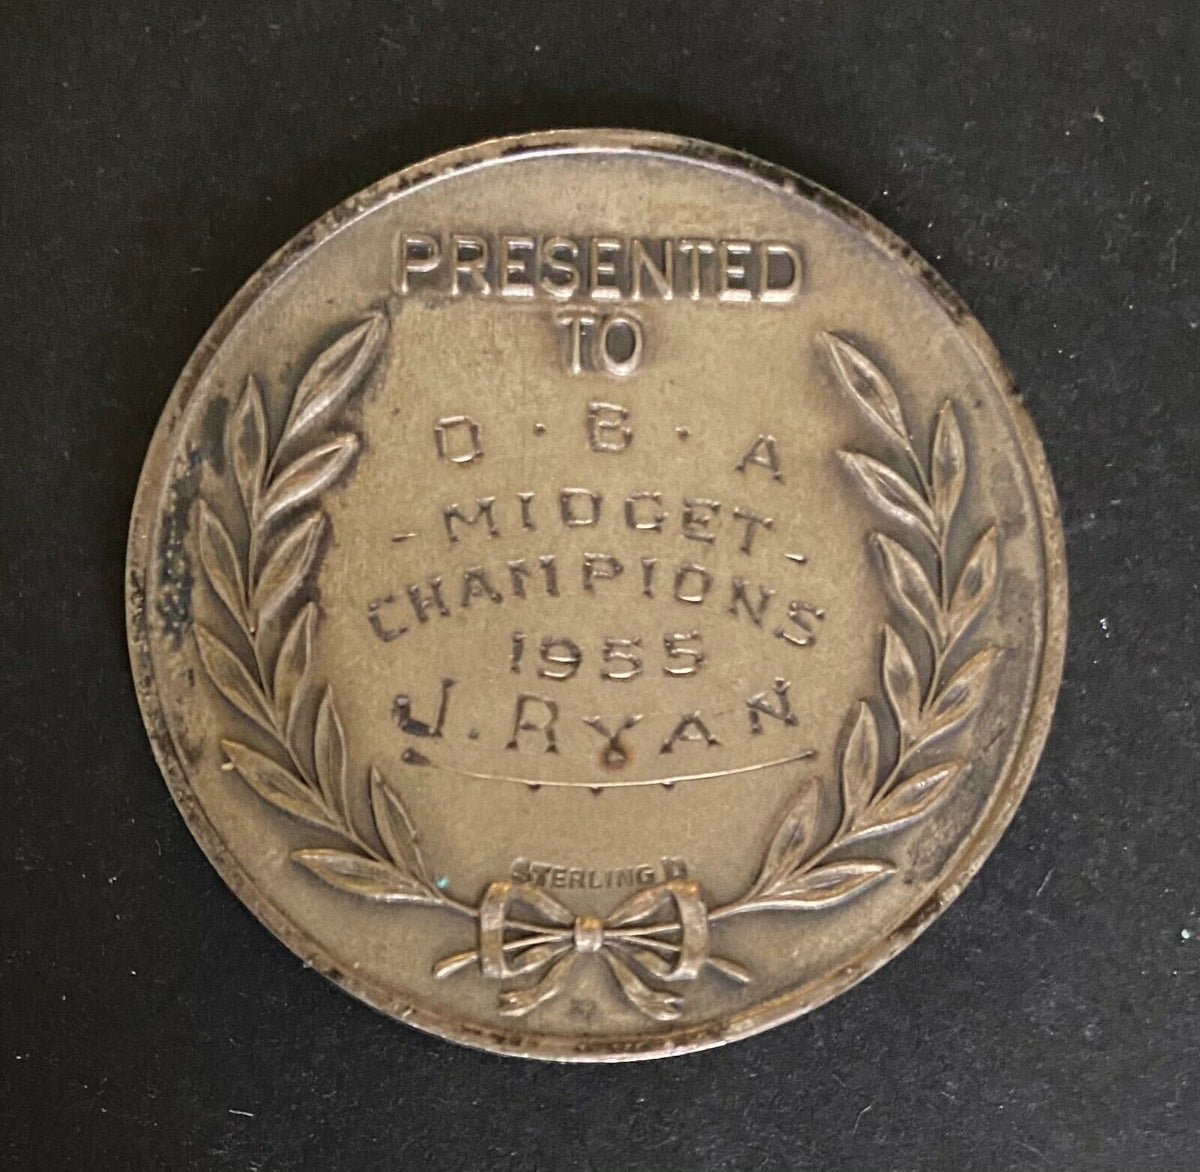 PRESENTED
TO
O · B · A
- MIDGET -
CHAMPIONS
1955
J. RYAN
STERLING